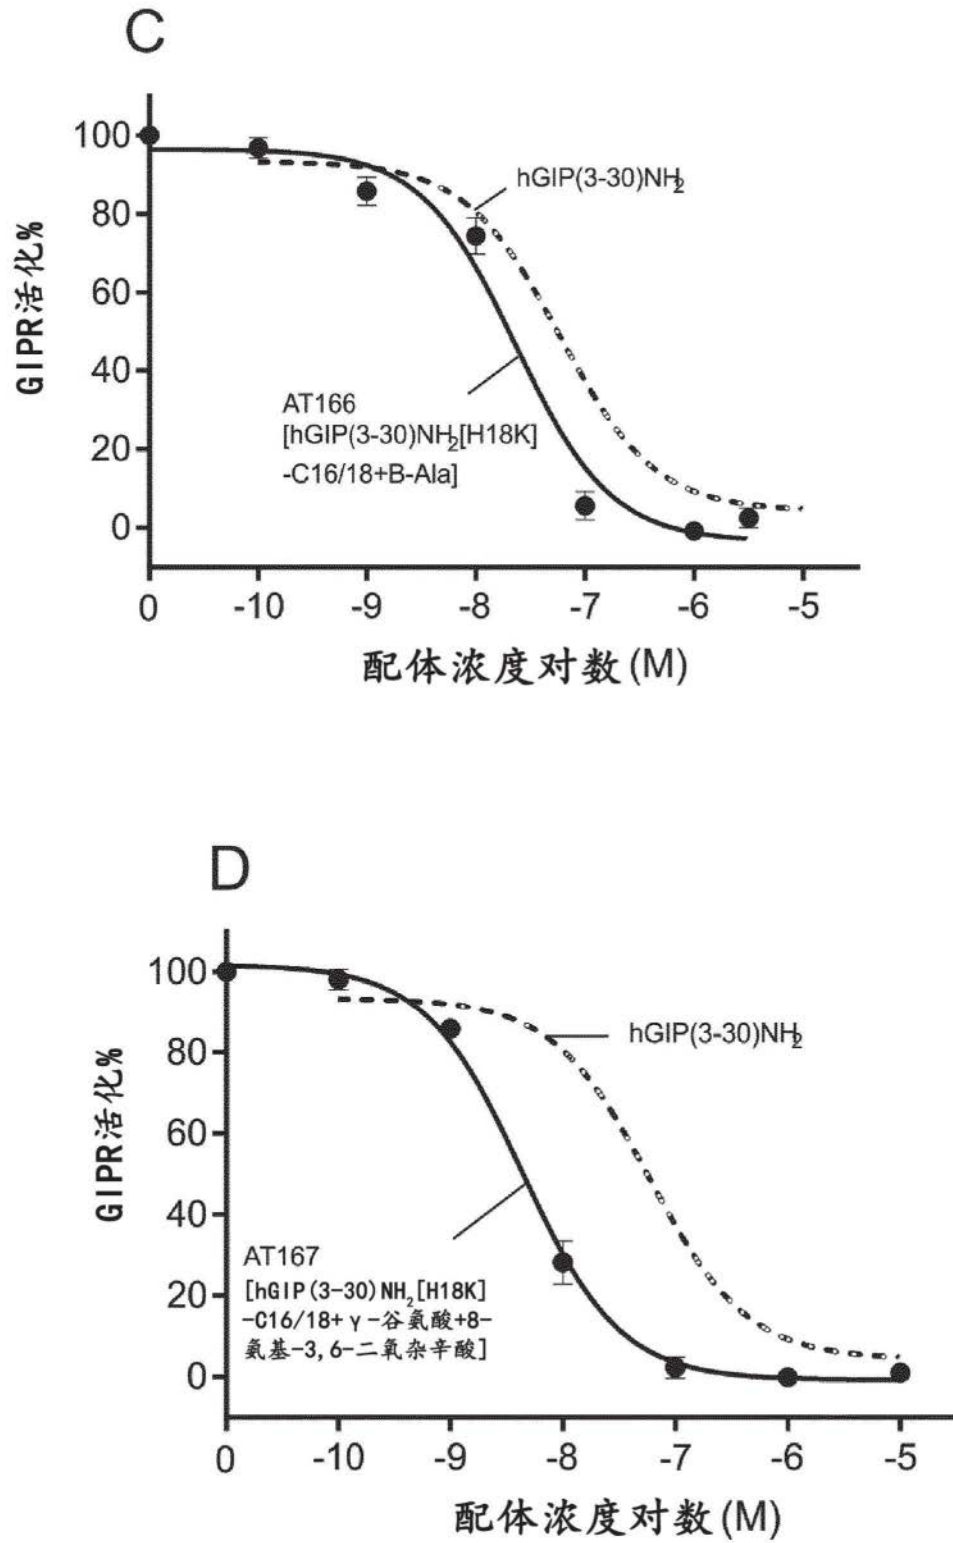 C
GIPR活化%
100
80
60
40
20
0
hGIP(3-30)NH₂
AT166
[hGIP(3-30)NH₂[H18K]
-C16/18+B-Ala]
0 -10 -9 -8 -7 -6 -5
配体浓度对数(M)
D
GIPR活化%
100
80
60
40
20
0
hGIP(3-30)NH₂
AT167
[hGIP(3-30)NH₂[H18K]
-C16/18+γ-谷氨酸+8-
氨基-3,6-二氧杂辛酸]
0 -10 -9 -8 -7 -6 -5
配体浓度对数(M)